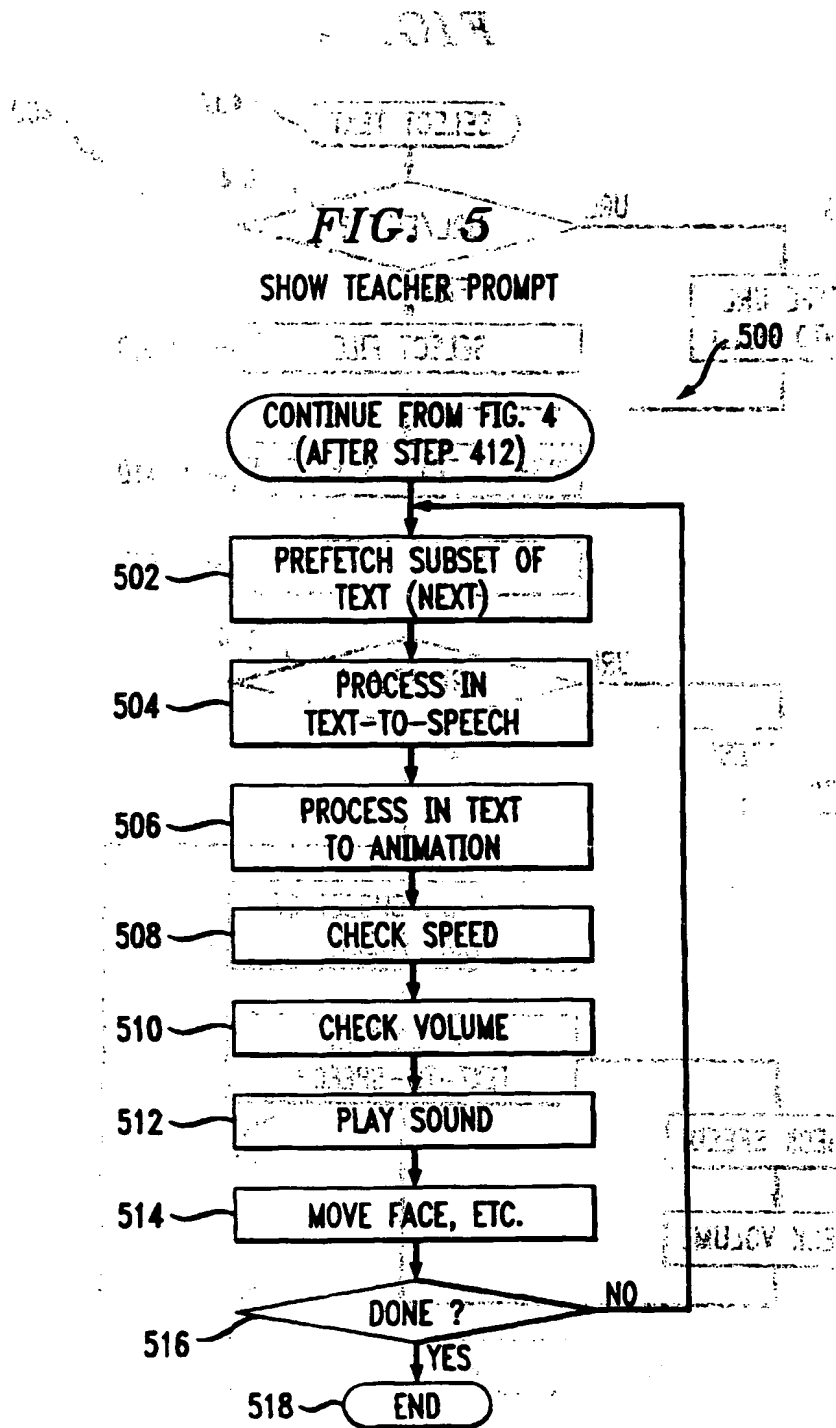 FIG. 5
SHOW TEACHER PROMPT
500
CONTINUE FROM FIG. 4
(AFTER STEP 412)
502
PREFETCH SUBSET OF
TEXT (NEXT)
504
PROCESS IN
TEXT-TO-SPEECH
506
PROCESS IN TEXT
TO ANIMATION
508
CHECK SPEED
510
CHECK VOLUME
512
PLAY SOUND
514
MOVE FACE, ETC.
516
DONE ?
NO
YES
518
END